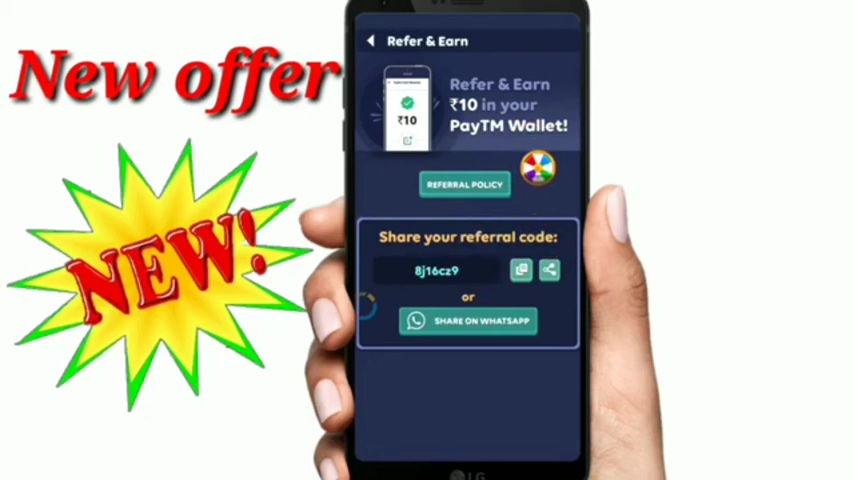 New offer
NEW!
Refer & Earn
₹10
Refer & Earn
₹10 in your
PayTM Wallet!
REFERRAL POLICY
Share your referral code:
8j16cz9
or
SHARE ON WHATSAPP
LG